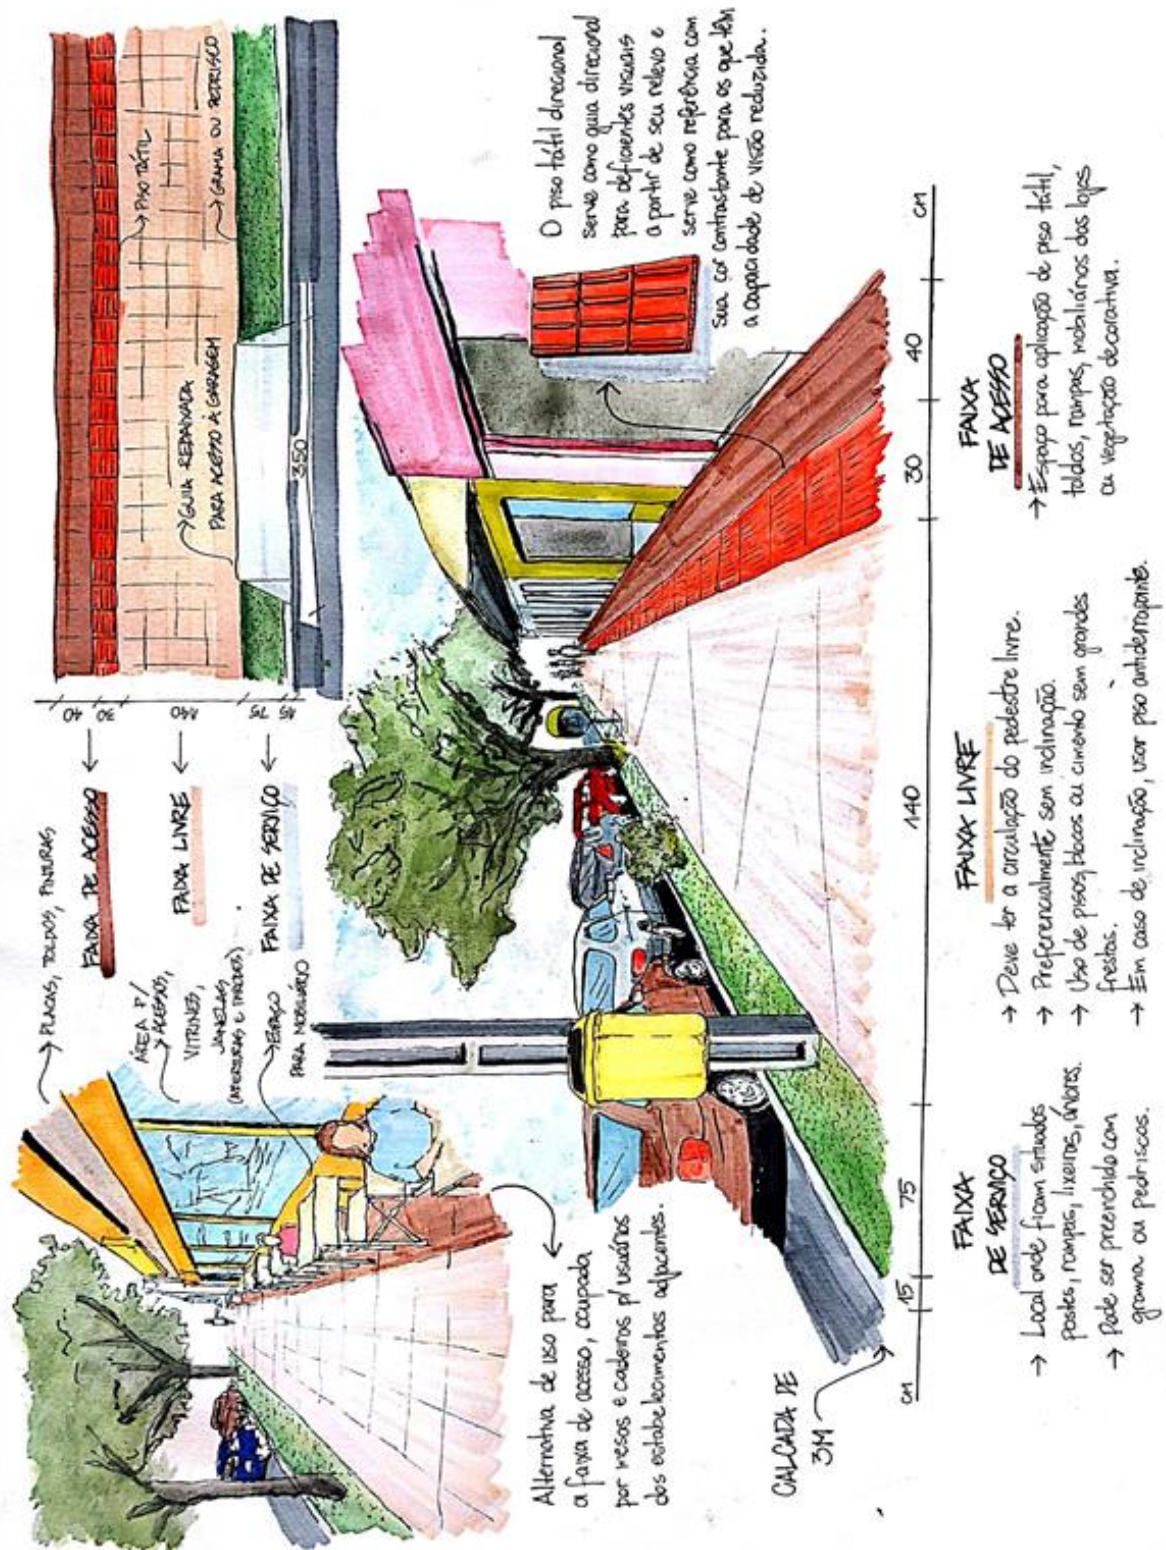 → PLACAS, TOLDOS, PINTURAS
ÁREA P/
→ ACESSOS,
VITRINES,
JANELAS
(ABERTURAS E PAREDES)
→ ESPAÇO
PARA MOBILIÁRIO
FAIXA DE ACESSO
FAIXA LIVRE
FAIXA DE SERVIÇO
40
30
140
75
15
→ PISO TÁTIL
→ GUIA REBAIXADA
PARA ACESSO À GARAGEM
→ GRAMA OU PEDRISCO
350
Alternativa de uso para
a faixa de acesso, ocupada
por mesas e cadeiras p/ usuários
dos estabelecimentos adjacentes.
O piso tátil direcional
serve como guia direcional
para deficientes visuais
a partir de seu relevo e
serve como referência com
sua cor contrastante para os que têm
a capacidade de visão reduzida.
CALCADA DE
3M
cm
15
75
140
30
40
CM
FAIXA
DE SERVIÇO
→ Local onde ficam situados
postes, rampas, lixeiras, árvores.
→ Pode ser preenchido com
grama ou pedriscos.
FAIXA LIVRE
→ Deve ter a circulação do pedestre livre.
→ Preferencialmente sem inclinação.
→ Uso de pisos, blocos ou cimento sem grandes
frestas.
→ Em caso de inclinação, usar piso antiderrapante.
FAIXA
DE ACESSO
→ Espaço para aplicação de piso tátil,
toldos, rampas, mobiliários das lojas
ou vegetação decorativa.